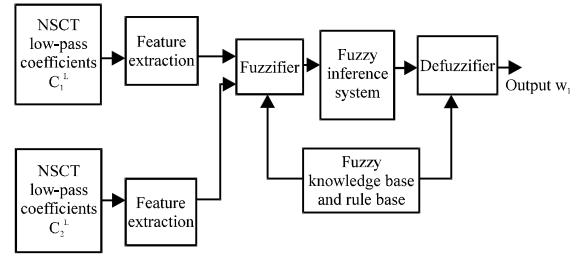 NSCT
low-pass
coefficients
C₁ᴸ
Feature
extraction
Fuzzifier
Fuzzy
inference
system
Defuzzifier
Output w₁
NSCT
low-pass
coefficients
C₂ᴸ
Feature
extraction
Fuzzy
knowledge base
and rule base